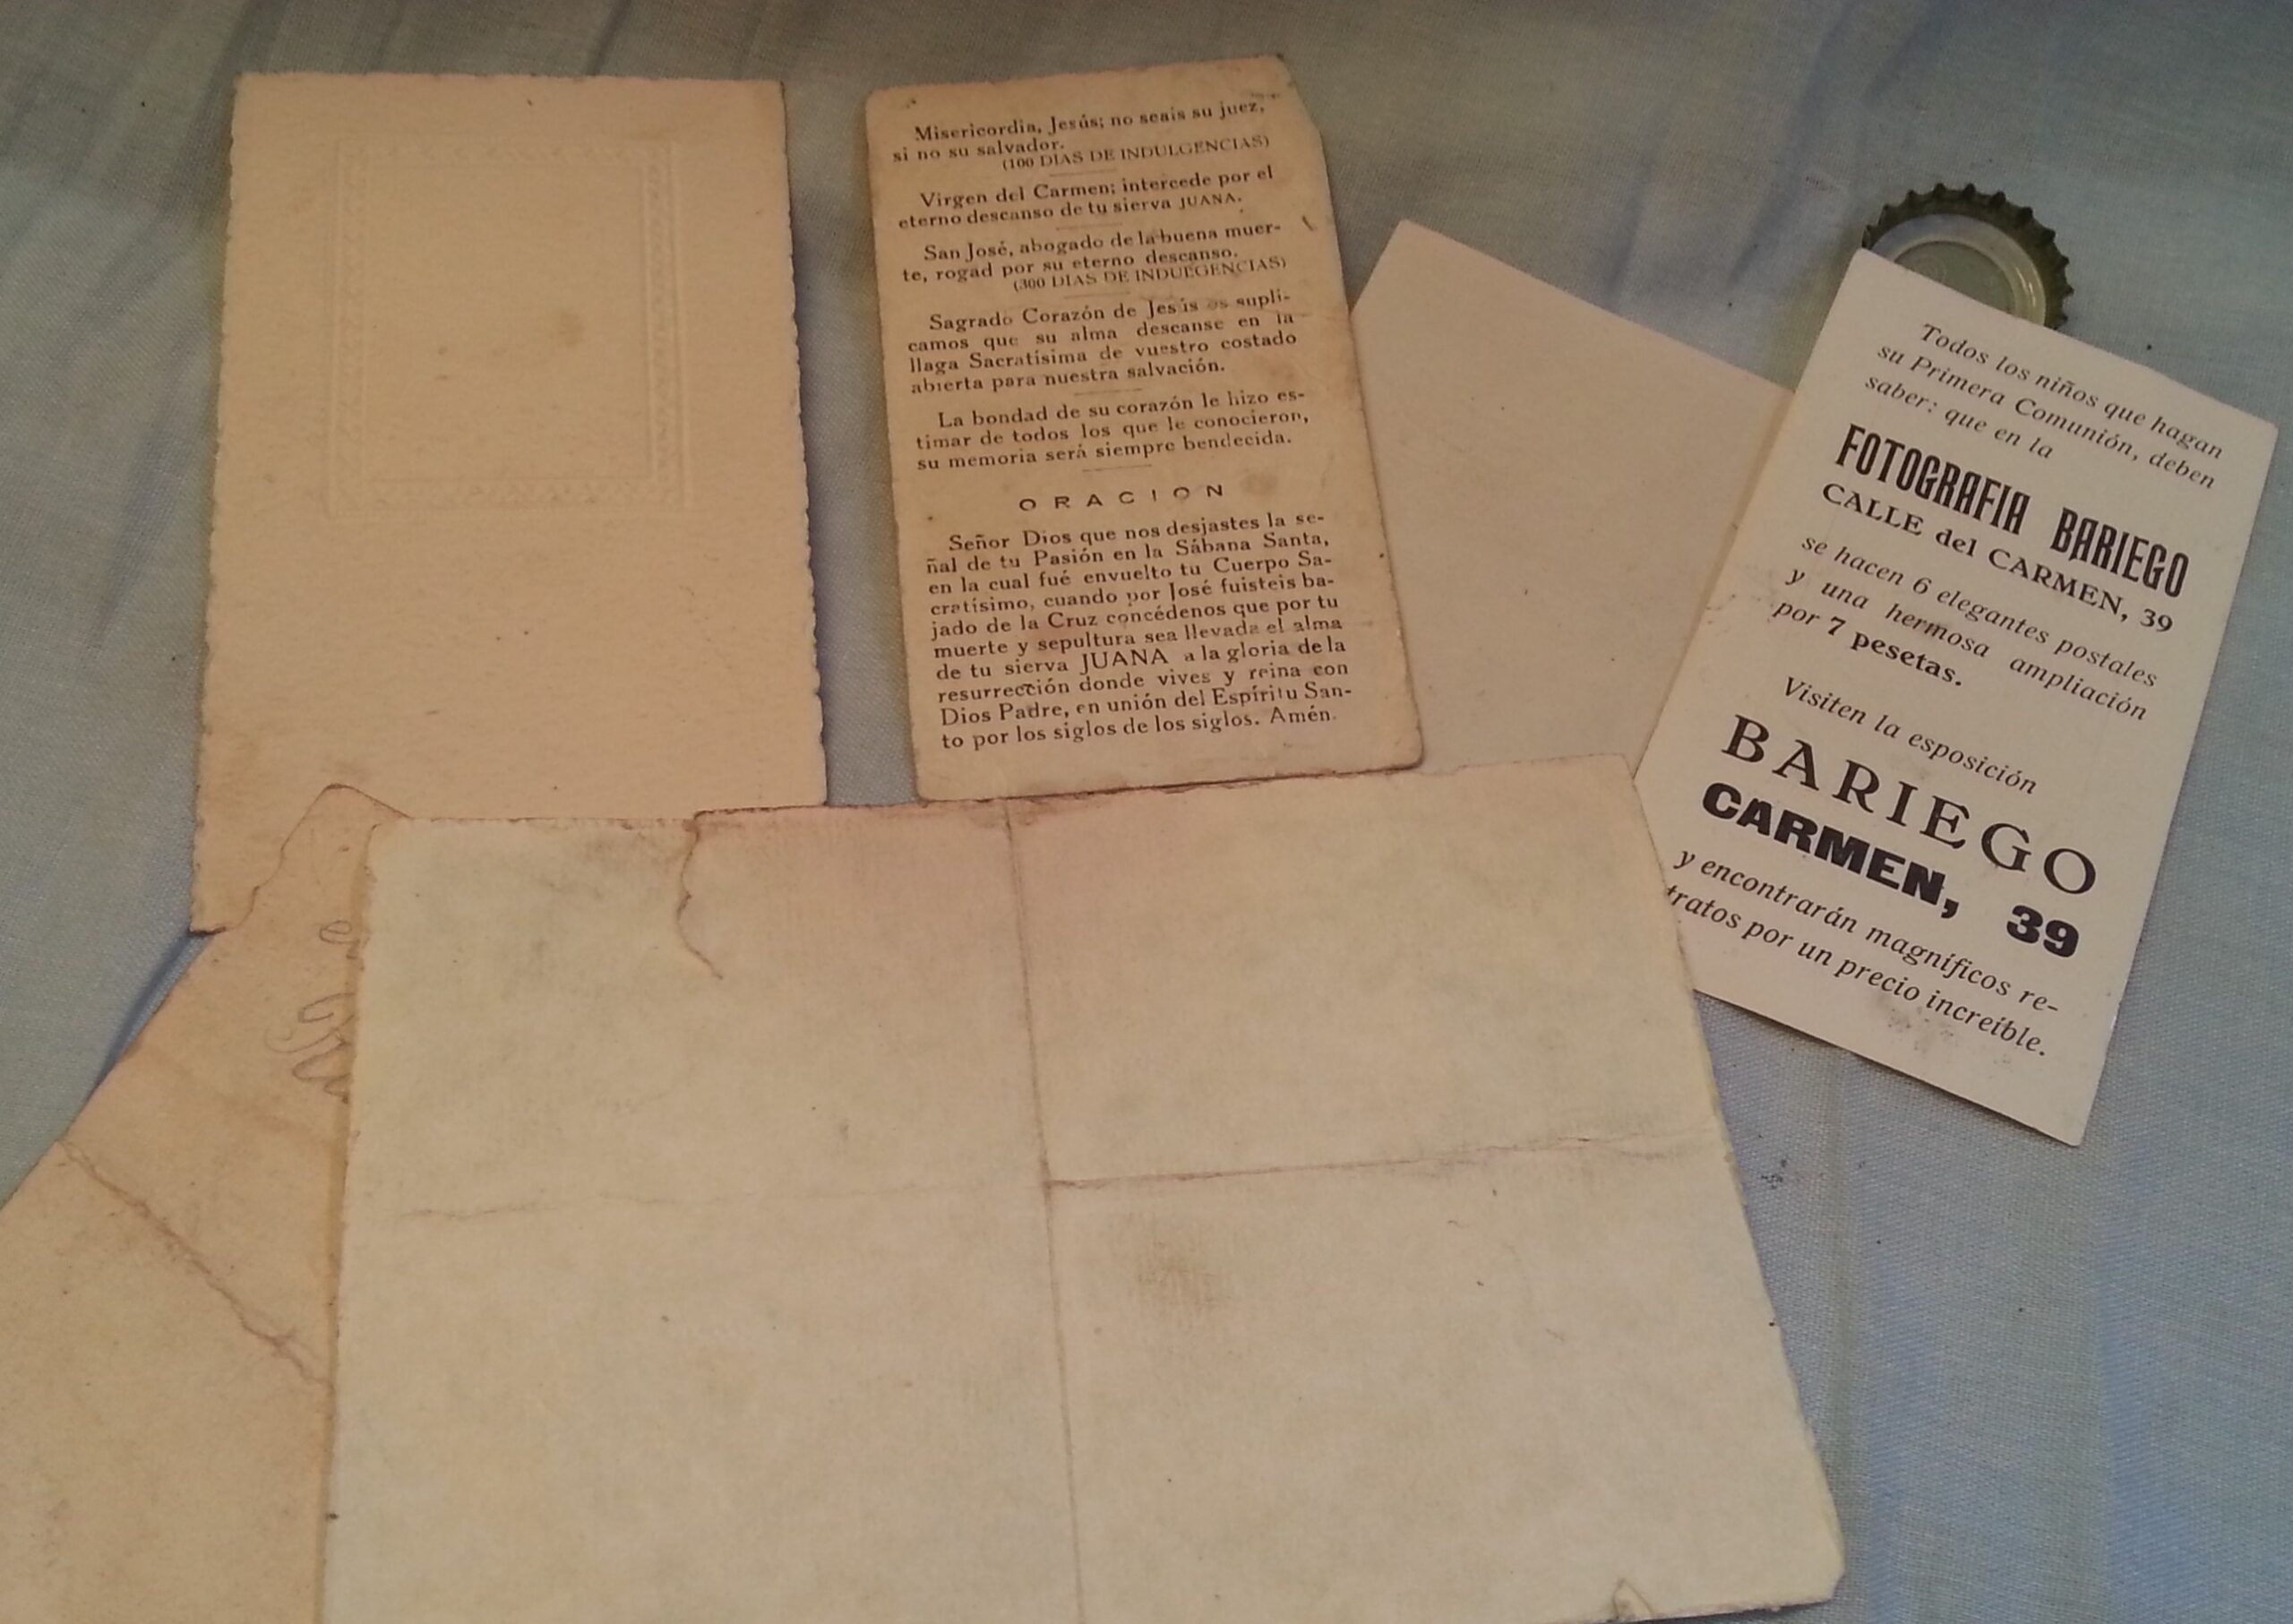 Misericordia, Jesús; no seais su juez,
si no su salvador.
(100 DIAS DE INDULGENCIAS)
Virgen del Carmen; intercede por el
eterno descanso de tu sierva JUANA.
San José, abogado de la buena muer-
te, rogad por su eterno descanso.
(300 DIAS DE INDULGENCIAS)
Sagrado Corazón de Jesús os supli-
camos que su alma descanse en la
llaga Sacratísima de vuestro costado
abierta para nuestra salvación.
La bondad de su corazón le hizo es-
timar de todos los que le conocieron,
su memoria será siempre bendecida.
ORACION
Señor Dios que nos desjastes la se-
ñal de tu Pasión en la Sábana Santa,
en la cual fué envuelto tu Cuerpo Sa-
cratísimo, cuando por José fuisteis ba-
jado de la Cruz concédenos que por tu
muerte y sepultura sea llevada el alma
de tu sierva JUANA a la gloria de la
resurrección donde vives y reina con
Dios Padre, en unión del Espíritu San-
to por los siglos de los siglos. Amén.
Todos los niños que hagan
su Primera Comunión, deben
saber: que en la
FOTOGRAFIA BARIEGO
CALLE del CARMEN, 39
se hacen 6 elegantes postales
y una hermosa ampliación
por 7 pesetas.
Visiten la esposición
BARIEGO
CARMEN, 39
y encontrarán magníficos re-
tratos por un precio increíble.